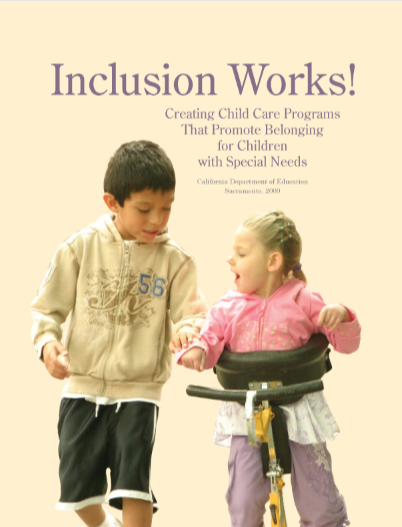 Inclusion Works!
Creating Child Care Programs
That Promote Belonging
for Children
with Special Needs
California Department of Education
Sacramento, 2009
56